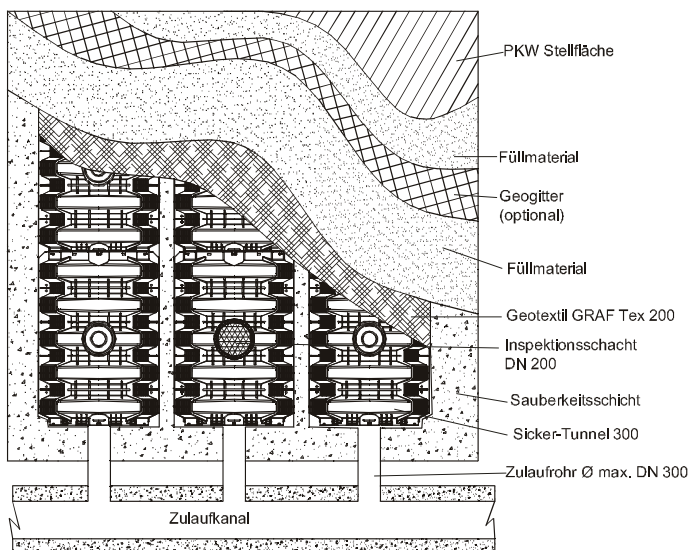 PKW Stellfläche
Füllmaterial
Geogitter
(optional)
Füllmaterial
Geotextil GRAF Tex 200
Inspektionsschacht
DN 200
Sauberkeitsschicht
Sicker-Tunnel 300
Zulaufrohr Ø max. DN 300
Zulaufkanal